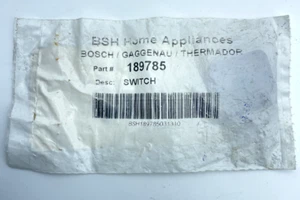 BSH Home Appliances
BOSCH / GAGGENAU / THERMADOR
Part # 189785
Desc: SWITCH